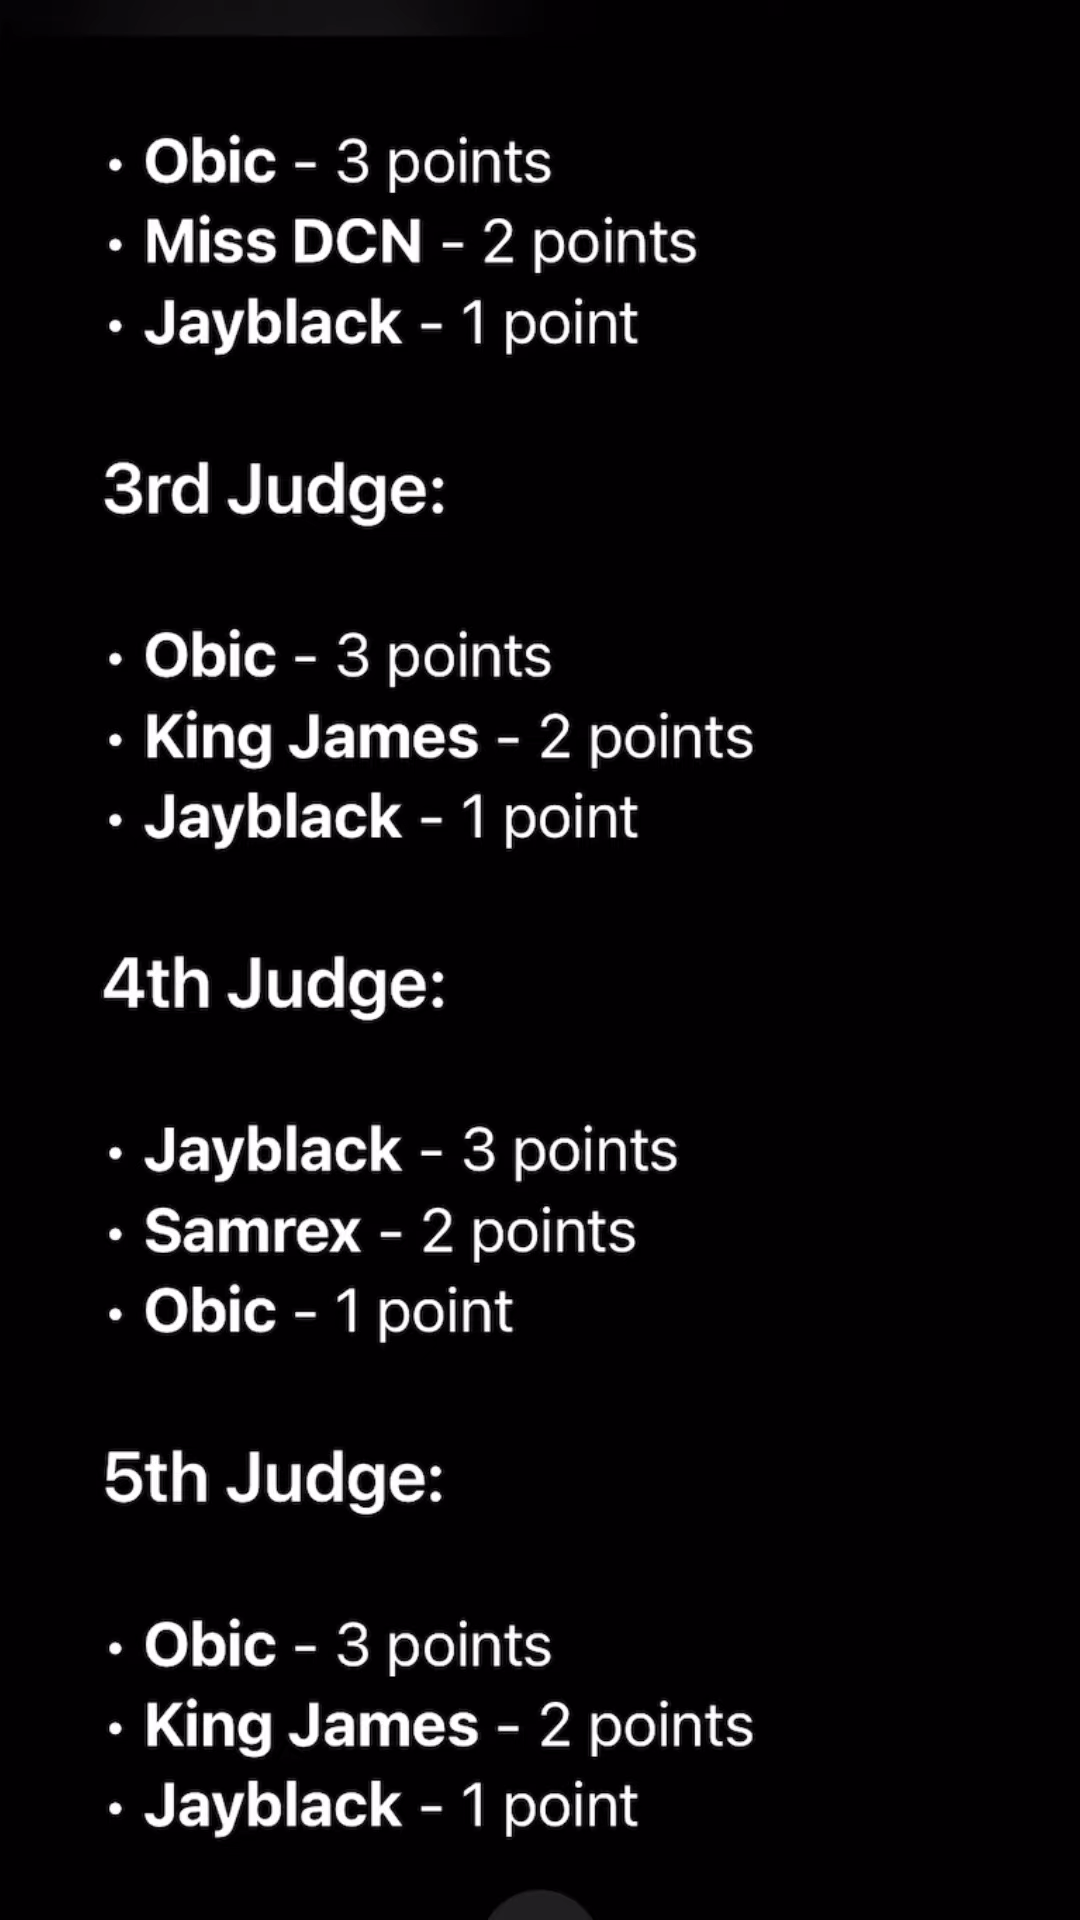 • Obic - 3 points
• Miss DCN - 2 points
• Jayblack - 1 point
3rd Judge:
• Obic - 3 points
• King James - 2 points
• Jayblack - 1 point
4th Judge:
• Jayblack - 3 points
• Samrex - 2 points
• Obic - 1 point
5th Judge:
• Obic - 3 points
• King James - 2 points
• Jayblack - 1 point